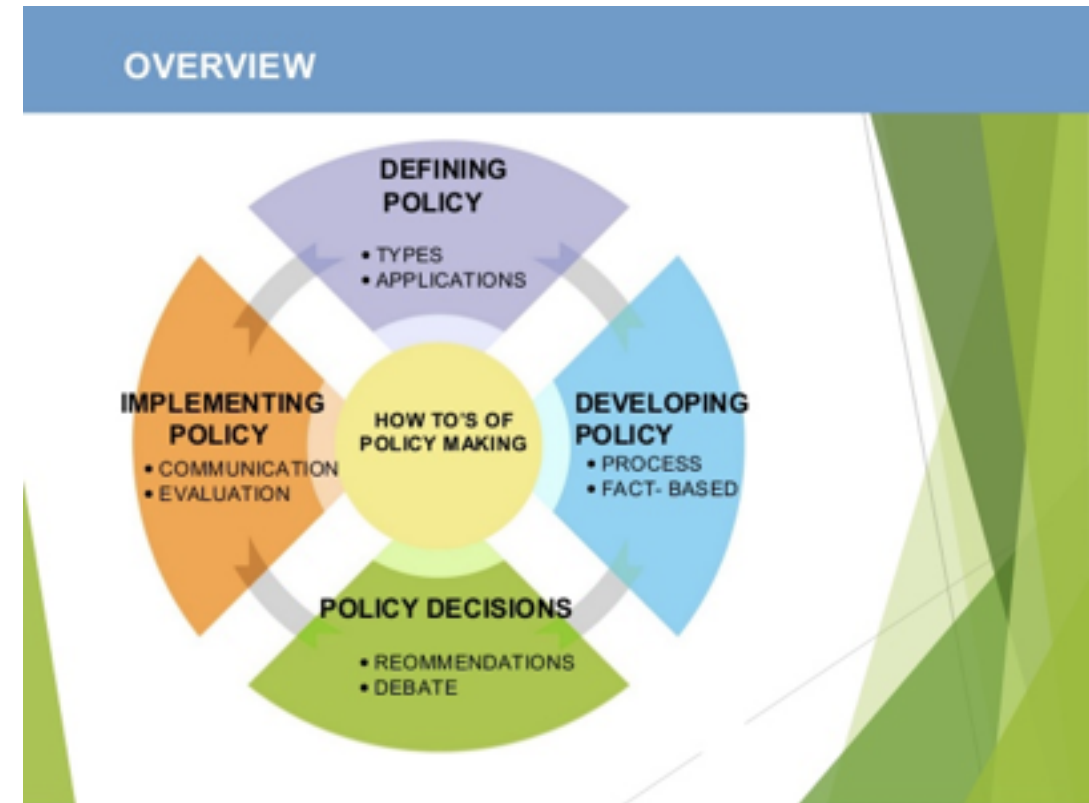 OVERVIEW
DEFINING
POLICY
• TYPES
• APPLICATIONS
IMPLEMENTING
POLICY
• COMMUNICATION
• EVALUATION
HOW TO'S OF
POLICY MAKING
DEVELOPING
POLICY
• PROCESS
• FACT- BASED
POLICY DECISIONS
• REOMMENDATIONS
• DEBATE